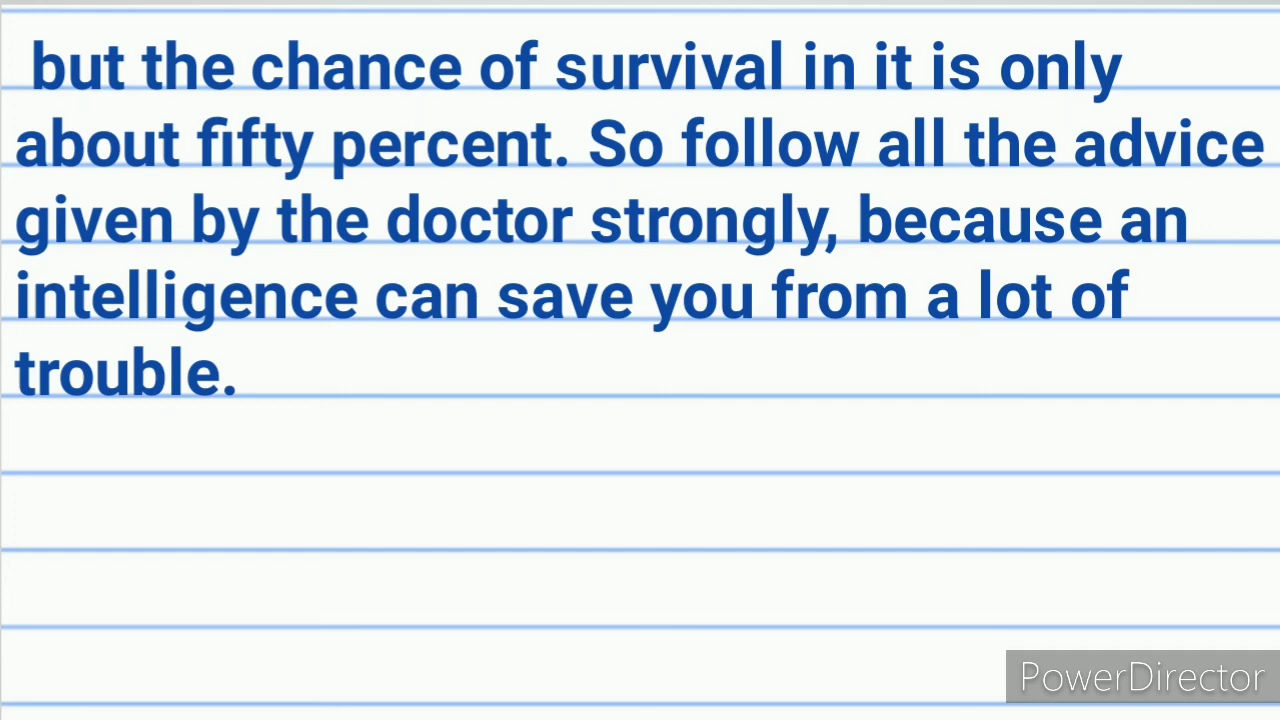 but the chance of survival in it is only
about fifty percent. So follow all the advice
given by the doctor strongly, because an
intelligence can save you from a lot of
trouble.
PowerDirector